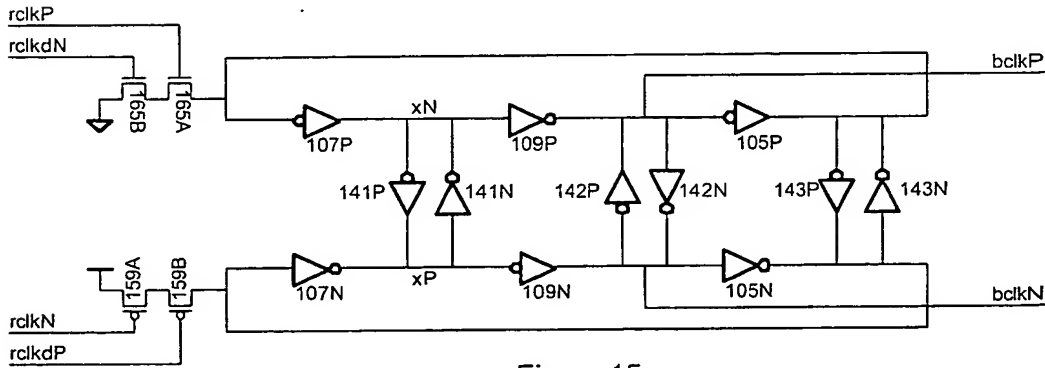 rclkP
rclkdN
bclkP
165B
165A
xN
107P
109P
105P
141P
141N
142P
142N
143P
143N
159A
159B
107N
xP
109N
105N
rclkN
bclkN
rclkdP